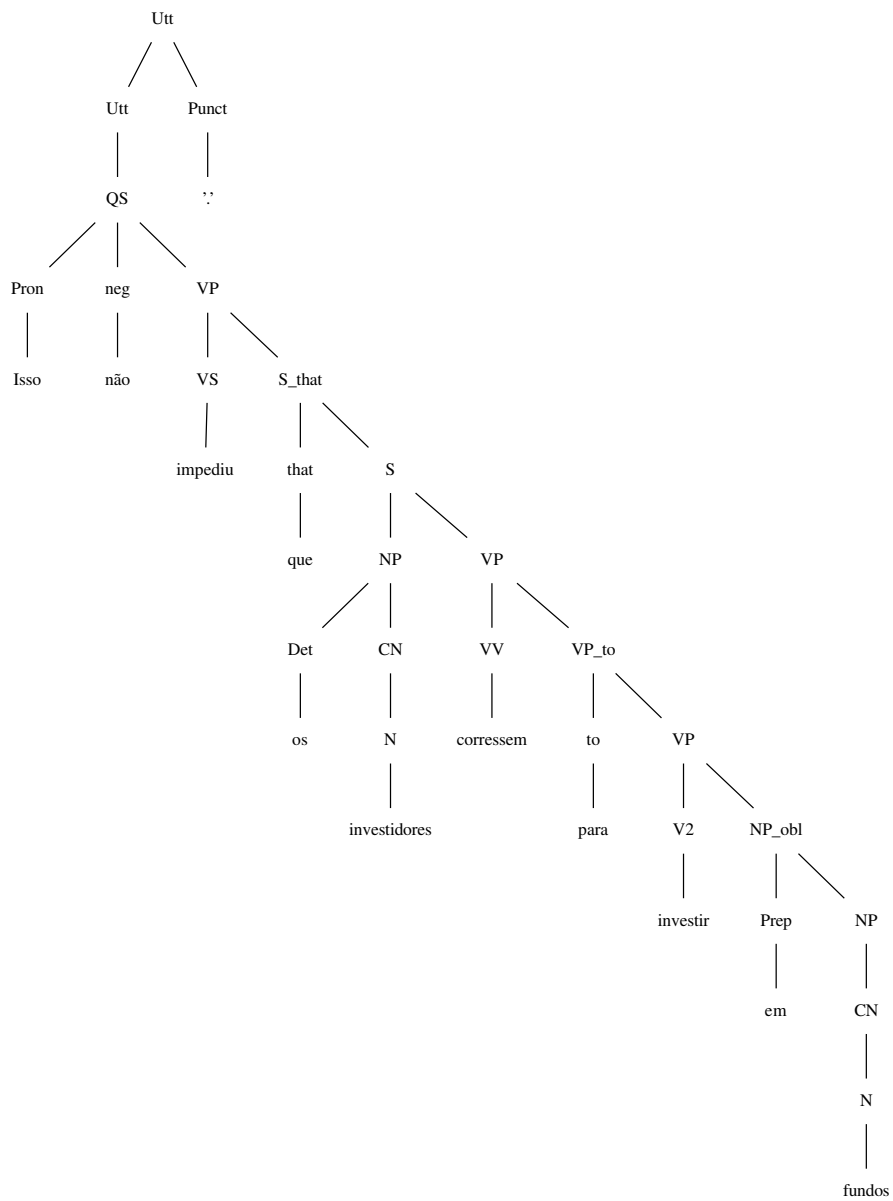 Utt
Utt Punct
QS '.'
Pron neg VP
Isso não VS S_that
impediu that S
que NP VP
Det CN VV VP_to
os N corressem to VP
investidores para V2 NP_obl
investir Prep NP
em CN
N
fundos